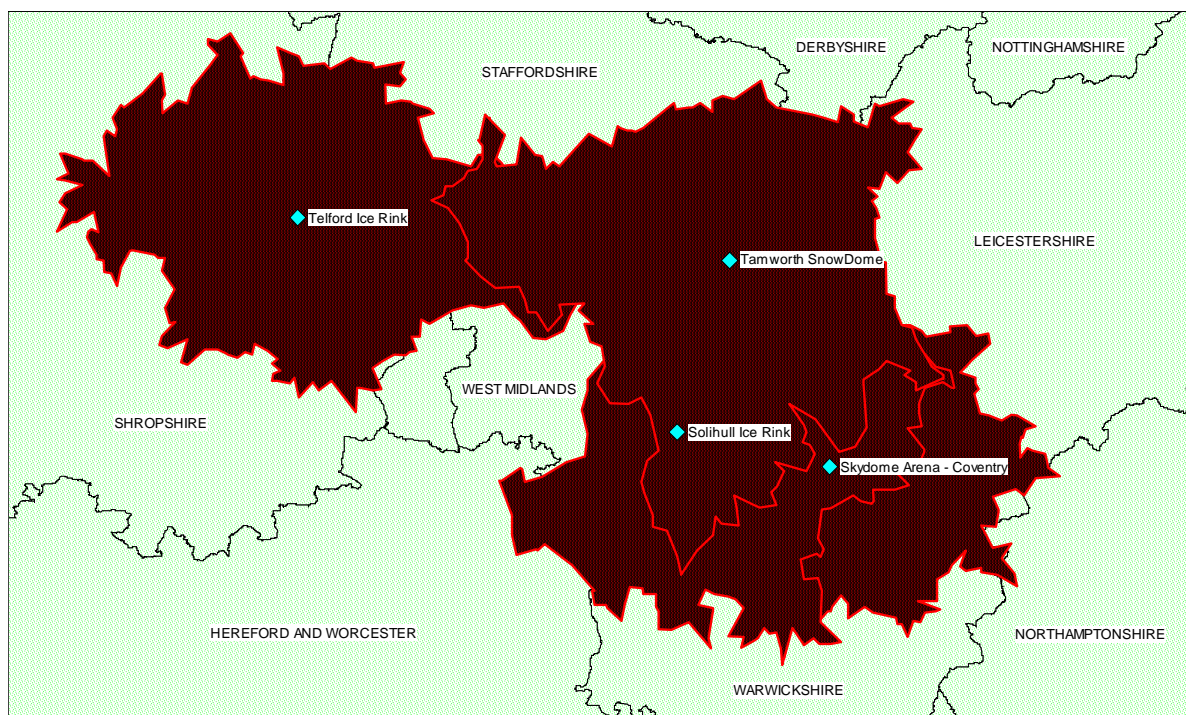 DERBYSHIRE
NOTTINGHAMSHIRE
STAFFORDSHIRE
Telford Ice Rink
LEICESTERSHIRE
Tamworth SnowDome
WEST MIDLANDS
SHROPSHIRE
Solihull Ice Rink
Skydome Arena - Coventry
HEREFORD AND WORCESTER
NORTHAMPTONSHIRE
WARWICKSHIRE